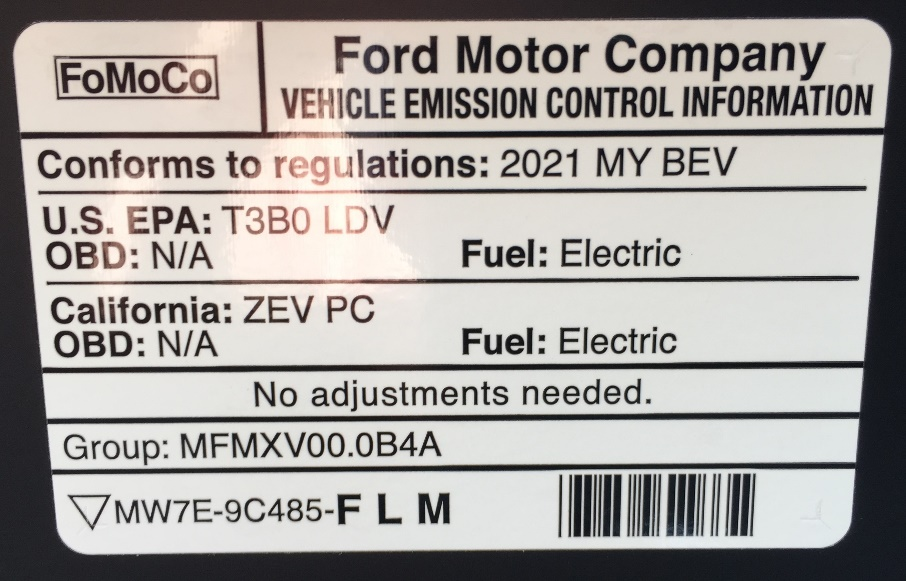 FoMoCo
Ford Motor Company
VEHICLE EMISSION CONTROL INFORMATION
Conforms to regulations: 2021 MY BEV
U.S. EPA: T3B0 LDV
OBD: N/A Fuel: Electric
California: ZEV PC
OBD: N/A Fuel: Electric
No adjustments needed.
Group: MFMXV00.0B4A
MW7E-9C485-F L M